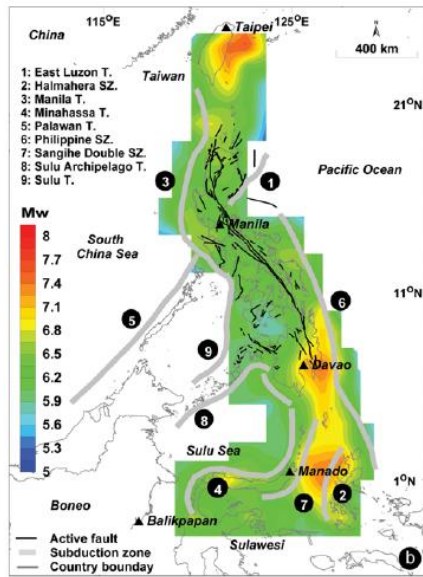 115°E
125°E
China
Taipei
N
400 km
1: East Luzon T.
2: Halmahera SZ.
3: Manila T.
4: Minahassa T.
5: Palawan T.
6: Philippine SZ.
7: Sangihe Double SZ.
8: Sulu Archipelago T.
9: Sulu T.
Taiwan
21°N
Pacific Ocean
3
1
Mw
8
7.7
7.4
7.1
6.8
6.5
6.2
5.9
5.6
5.3
5
Manila
South
China Sea
11°N
6
5
9
Davao
8
Sulu Sea
Manado
4
7
2
1°N
Boneo
Balikpapan
Sulawesi
Active fault
Subduction zone
Country boundary
b